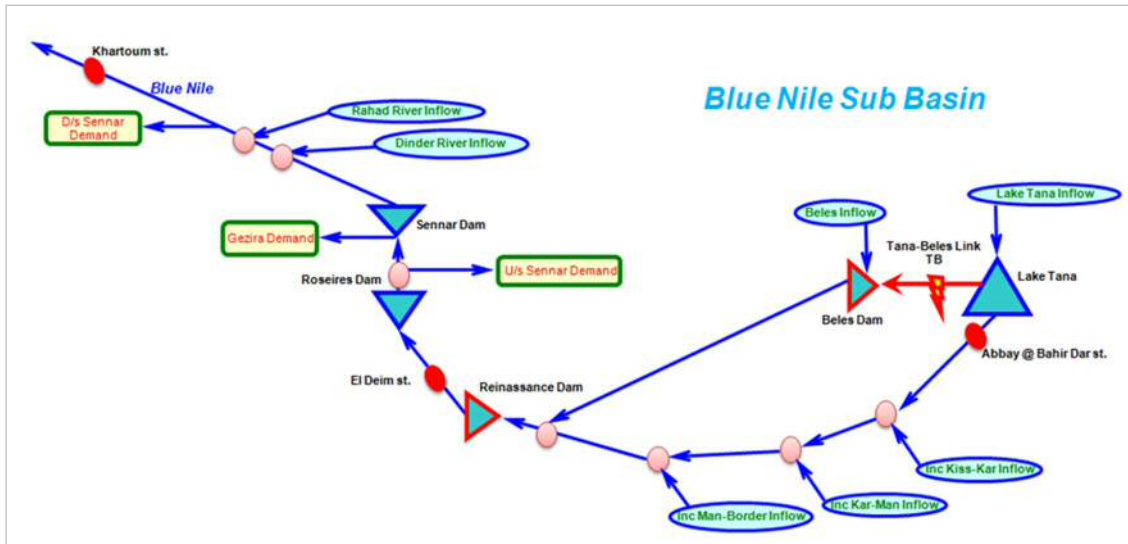 Khartoum st.
Blue Nile
Blue Nile Sub Basin
Rahad River Inflow
D/s Sennar
Demand
Dinder River Inflow
Lake Tana Inflow
Beles Inflow
Sennar Dam
Gezira Demand
Tana-Beles Link
TB
U/s Sennar Demand
Roseires Dam
Lake Tana
Beles Dam
Abbay @ Bahir Dar st.
El Deim st.
Reinassance Dam
Inc Kiss-Kar Inflow
Inc Kar-Man Inflow
Inc Man-Border Inflow